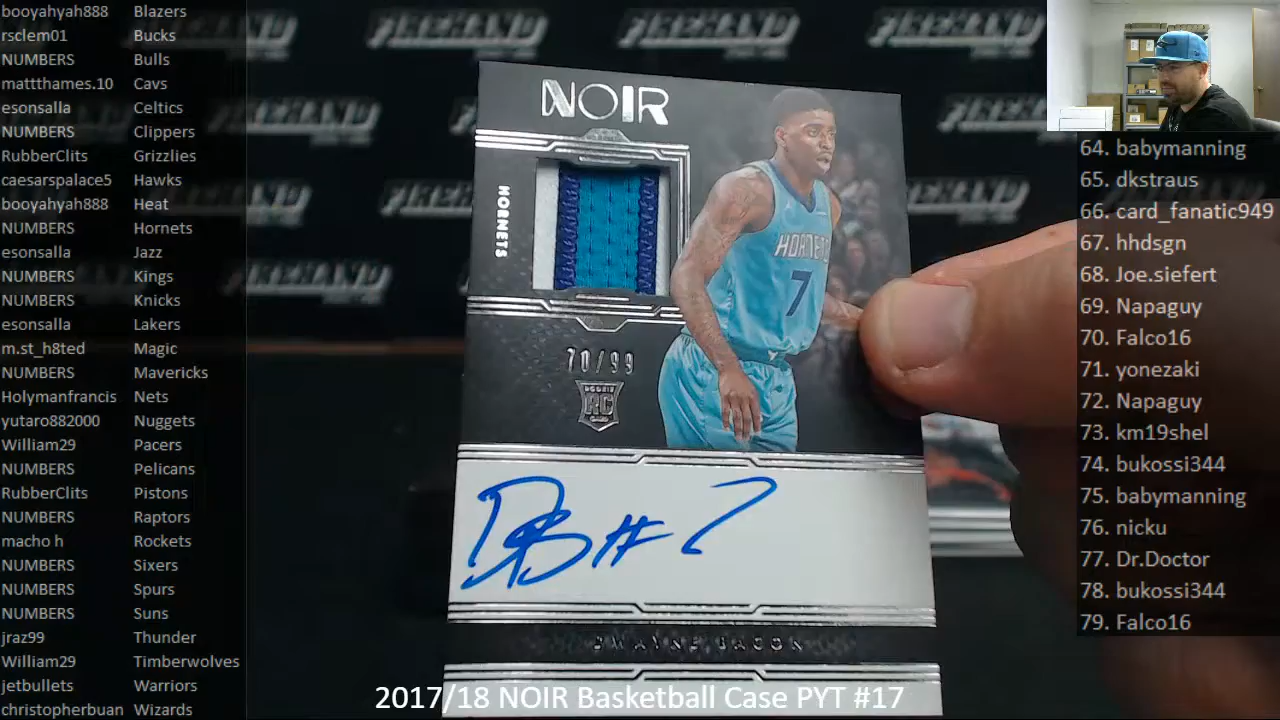 booyahyah888 Blazers
rsclem01 Bucks
NUMBERS Bulls
mattthames.10 Cavs
esonsalla Celtics
NUMBERS Clippers
RubberClits Grizzlies
caesarspalace5 Hawks
booyahyah888 Heat
NUMBERS Hornets
esonsalla Jazz
NUMBERS Kings
NUMBERS Knicks
esonsalla Lakers
m.st_h8ted Magic
NUMBERS Mavericks
Holymanfrancis Nets
yutaro882000 Nuggets
William29 Pacers
NUMBERS Pelicans
RubberClits Pistons
NUMBERS Raptors
macho h Rockets
NUMBERS Sixers
NUMBERS Spurs
NUMBERS Suns
jraz99 Thunder
William29 Timberwolves
jetbullets Warriors
christopherbuan Wizards
NOIR
HORNETS
HORNETS
7
70/99
RC
#7
DWAYNE BACON
2017/18 NOIR Basketball Case PYT #17
64. babymanning
65. dkstraus
66. card_fanatic949
67. hhdsgn
68. Joe.siefert
69. Napaguy
70. Falco16
71. yonezaki
72. Napaguy
73. km19shel
74. bukossi344
75. babymanning
76. nicku
77. Dr.Doctor
78. bukossi344
79. Falco16